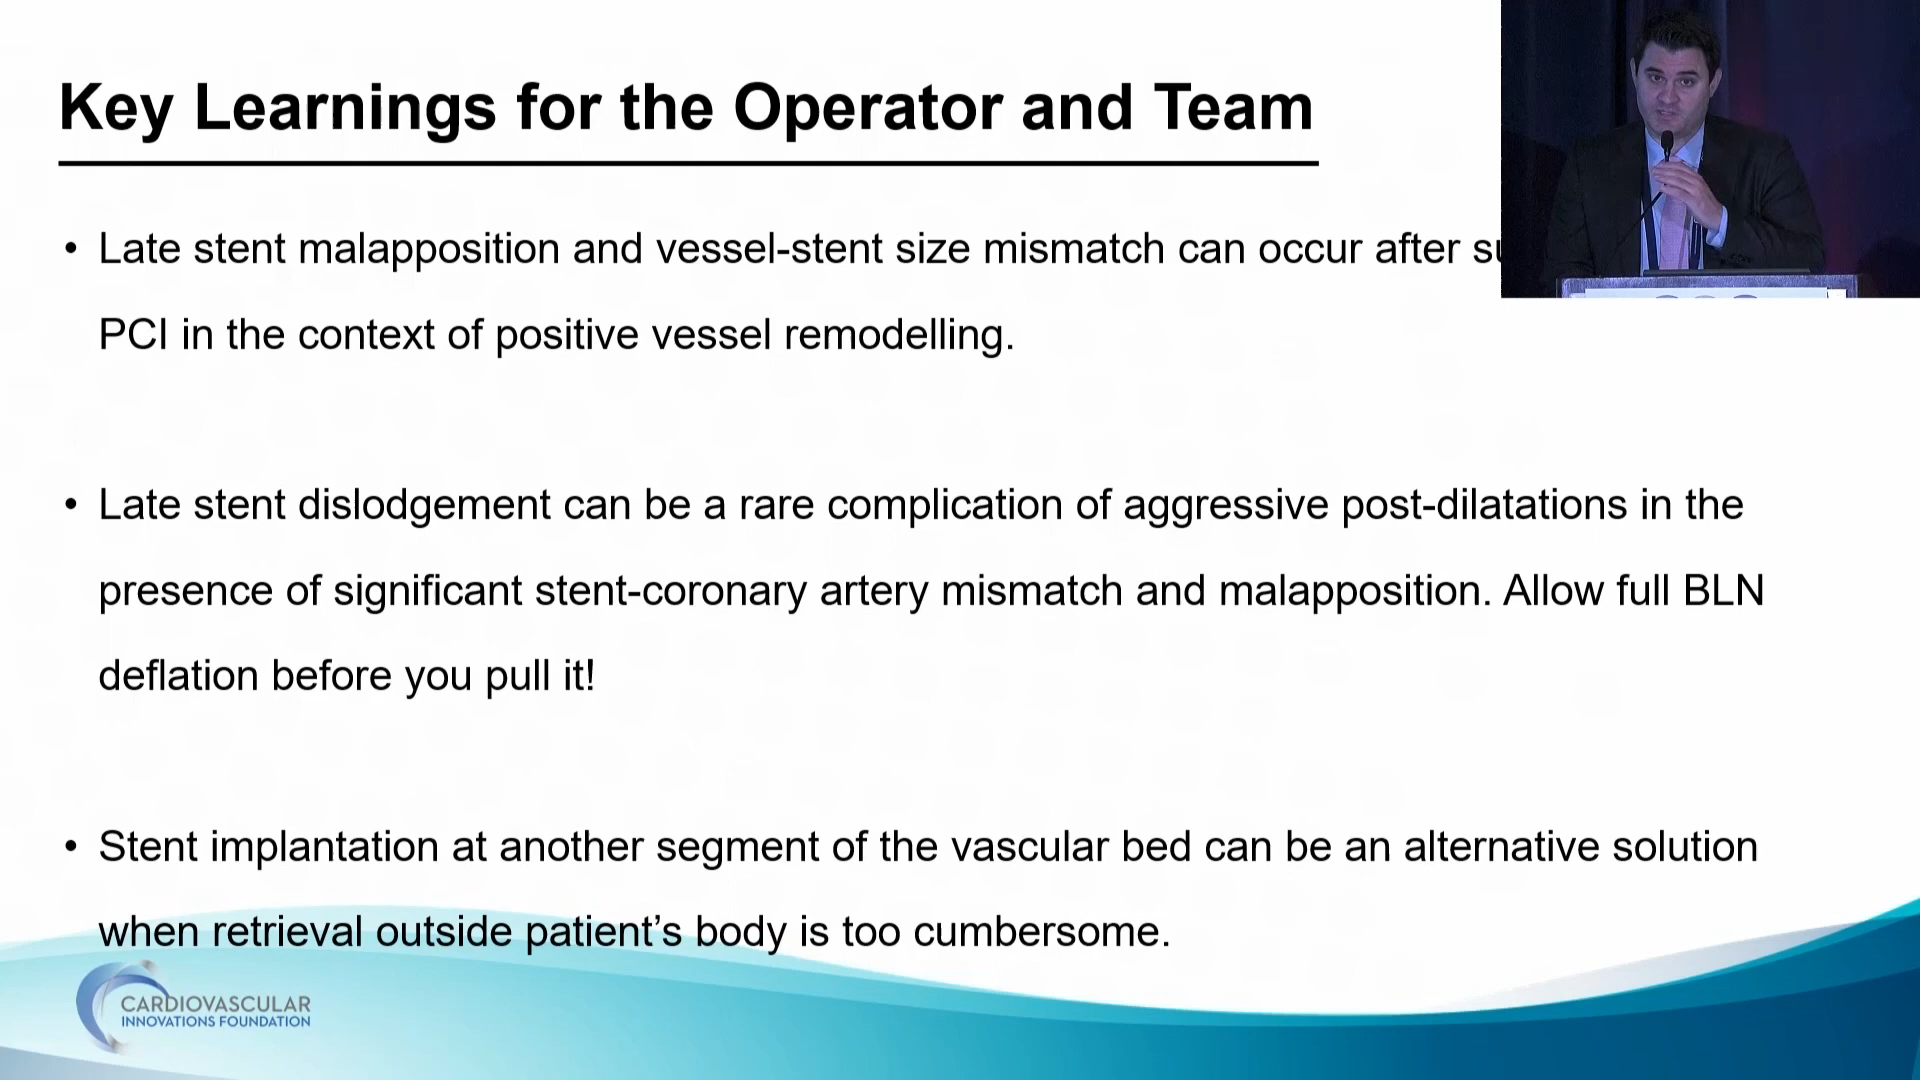 Key Learnings for the Operator and Team
• Late stent malapposition and vessel-stent size mismatch can occur after
PCI in the context of positive vessel remodelling.
• Late stent dislodgement can be a rare complication of aggressive post-dilatations in the
presence of significant stent-coronary artery mismatch and malapposition. Allow full BLN
deflation before you pull it!
• Stent implantation at another segment of the vascular bed can be an alternative solution
when retrieval outside patient’s body is too cumbersome.
CARDIOVASCULAR
INNOVATIONS FOUNDATION